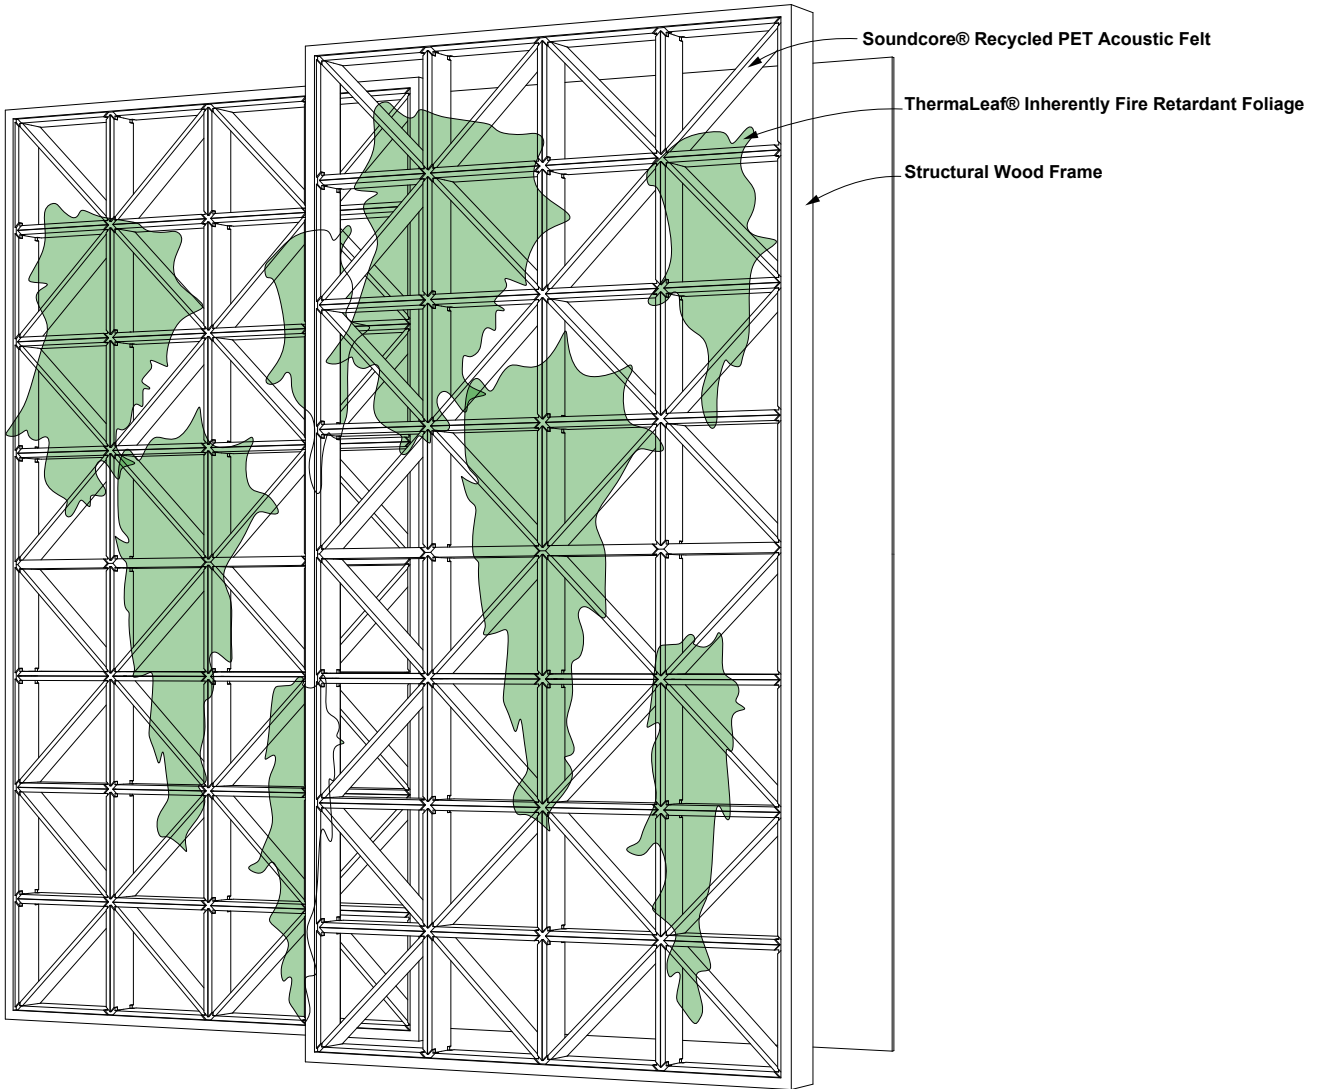 Soundcore® Recycled PET Acoustic Felt
ThermaLeaf® Inherently Fire Retardant Foliage
Structural Wood Frame